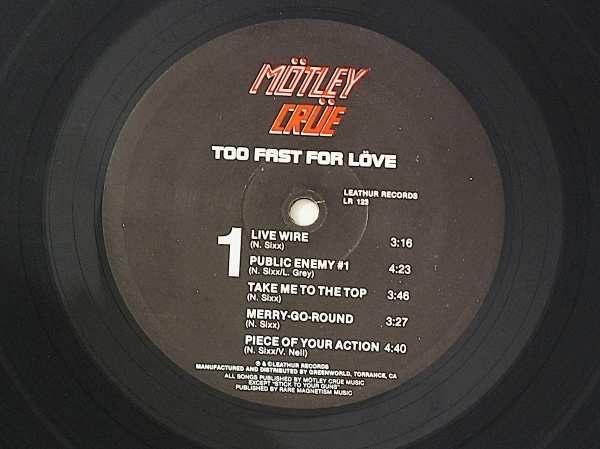 MÖTLEY
CRÜE
TOO FAST FOR LÖVE
LEATHUR RECORDS
LR 123
1
LIVE WIRE 3:16
(N. Sixx)
PUBLIC ENEMY #1 4:23
(N. Sixx/L. Grey)
TAKE ME TO THE TOP 3:46
(N. Sixx)
MERRY-GO-ROUND 3:27
(N. Sixx)
PIECE OF YOUR ACTION 4:40
(N. Sixx/V. Neil)
℗ & © LEATHUR RECORDS
MANUFACTURED AND DISTRIBUTED BY GREENWORLD, TORRANCE, CA
ALL SONGS PUBLISHED BY MÖTLEY CRÜE MUSIC
EXCEPT "STICK TO YOUR GUNS"
PUBLISHED BY RARE MAGNETISM MUSIC